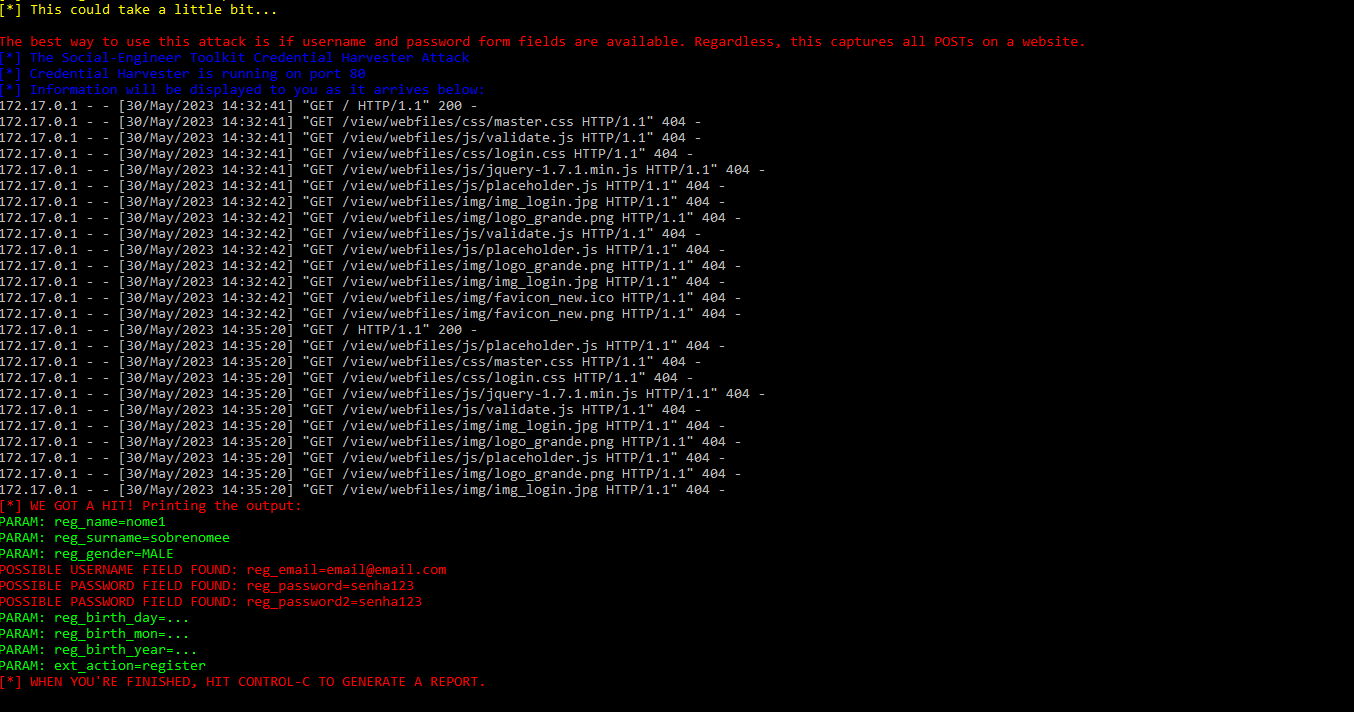 [*] This could take a little bit...
The best way to use this attack is if username and password form fields are available. Regardless, this captures all POSTs on a website.
[*] The Social-Engineer Toolkit Credential Harvester Attack
[*] Credential Harvester is running on port 80
[*] Information will be displayed to you as it arrives below:
172.17.0.1 - - [30/May/2023 14:32:41] "GET / HTTP/1.1" 200 -
172.17.0.1 - - [30/May/2023 14:32:41] "GET /view/webfiles/css/master.css HTTP/1.1" 404 -
172.17.0.1 - - [30/May/2023 14:32:41] "GET /view/webfiles/js/validate.js HTTP/1.1" 404 -
172.17.0.1 - - [30/May/2023 14:32:41] "GET /view/webfiles/css/login.css HTTP/1.1" 404 -
172.17.0.1 - - [30/May/2023 14:32:41] "GET /view/webfiles/js/jquery-1.7.1.min.js HTTP/1.1" 404 -
172.17.0.1 - - [30/May/2023 14:32:41] "GET /view/webfiles/js/placeholder.js HTTP/1.1" 404 -
172.17.0.1 - - [30/May/2023 14:32:42] "GET /view/webfiles/img/img_login.jpg HTTP/1.1" 404 -
172.17.0.1 - - [30/May/2023 14:32:42] "GET /view/webfiles/img/logo_grande.png HTTP/1.1" 404 -
172.17.0.1 - - [30/May/2023 14:32:42] "GET /view/webfiles/js/validate.js HTTP/1.1" 404 -
172.17.0.1 - - [30/May/2023 14:32:42] "GET /view/webfiles/js/placeholder.js HTTP/1.1" 404 -
172.17.0.1 - - [30/May/2023 14:32:42] "GET /view/webfiles/img/logo_grande.png HTTP/1.1" 404 -
172.17.0.1 - - [30/May/2023 14:32:42] "GET /view/webfiles/img/img_login.jpg HTTP/1.1" 404 -
172.17.0.1 - - [30/May/2023 14:32:42] "GET /view/webfiles/img/favicon_new.ico HTTP/1.1" 404 -
172.17.0.1 - - [30/May/2023 14:32:42] "GET /view/webfiles/img/favicon_new.png HTTP/1.1" 404 -
172.17.0.1 - - [30/May/2023 14:35:20] "GET / HTTP/1.1" 200 -
172.17.0.1 - - [30/May/2023 14:35:20] "GET /view/webfiles/js/placeholder.js HTTP/1.1" 404 -
172.17.0.1 - - [30/May/2023 14:35:20] "GET /view/webfiles/css/master.css HTTP/1.1" 404 -
172.17.0.1 - - [30/May/2023 14:35:20] "GET /view/webfiles/css/login.css HTTP/1.1" 404 -
172.17.0.1 - - [30/May/2023 14:35:20] "GET /view/webfiles/js/jquery-1.7.1.min.js HTTP/1.1" 404 -
172.17.0.1 - - [30/May/2023 14:35:20] "GET /view/webfiles/js/validate.js HTTP/1.1" 404 -
172.17.0.1 - - [30/May/2023 14:35:20] "GET /view/webfiles/img/img_login.jpg HTTP/1.1" 404 -
172.17.0.1 - - [30/May/2023 14:35:20] "GET /view/webfiles/img/logo_grande.png HTTP/1.1" 404 -
172.17.0.1 - - [30/May/2023 14:35:20] "GET /view/webfiles/js/placeholder.js HTTP/1.1" 404 -
172.17.0.1 - - [30/May/2023 14:35:20] "GET /view/webfiles/img/logo_grande.png HTTP/1.1" 404 -
172.17.0.1 - - [30/May/2023 14:35:20] "GET /view/webfiles/img/img_login.jpg HTTP/1.1" 404 -
[*] WE GOT A HIT! Printing the output:
PARAM: reg_name=nome1
PARAM: reg_surname=sobrenomee
PARAM: reg_gender=MALE
POSSIBLE USERNAME FIELD FOUND: reg_email=email@email.com
POSSIBLE PASSWORD FIELD FOUND: reg_password=senha123
POSSIBLE PASSWORD FIELD FOUND: reg_password2=senha123
PARAM: reg_birth_day=...
PARAM: reg_birth_mon=...
PARAM: reg_birth_year=...
PARAM: ext_action=register
[*] WHEN YOU'RE FINISHED, HIT CONTROL-C TO GENERATE A REPORT.